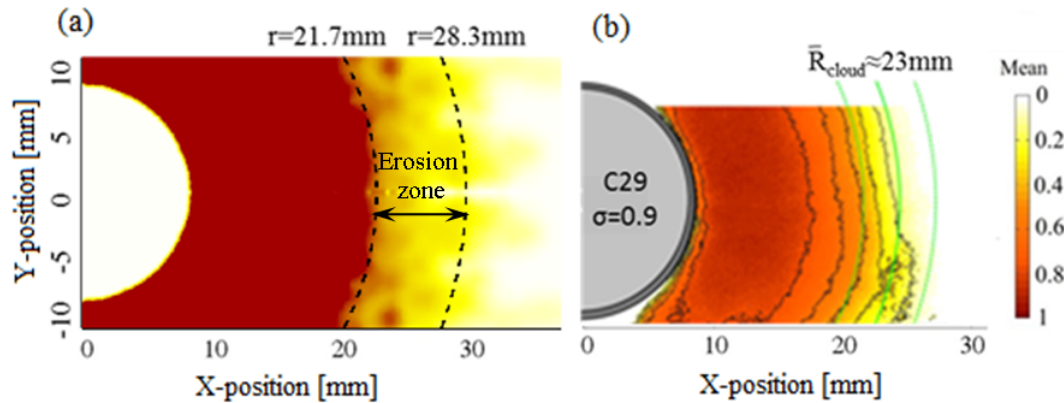 (a)
r=21.7mm r=28.3mm
Y-position [mm]
10
5
0
-5
-10
Erosion
zone
0 10 20 30
X-position [mm]
(b)
R̄cloud≈23mm
C29
σ=0.9
0 10 20 30
X-position [mm]
Mean
0
0.2
0.4
0.6
0.8
1